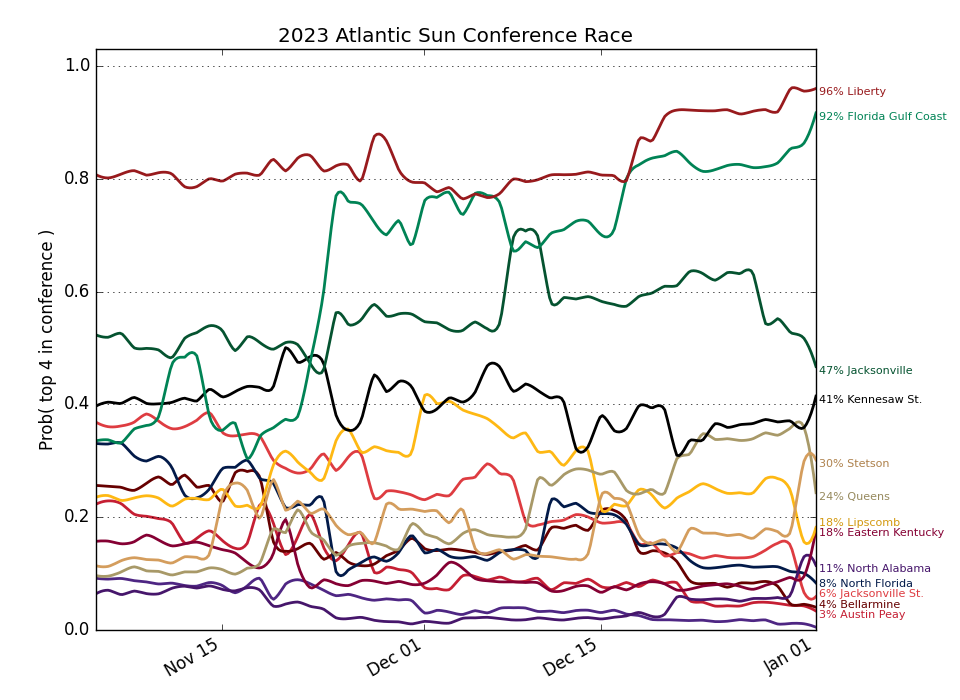 2023 Atlantic Sun Conference Race
Prob( top 4 in conference )
1.0
0.8
0.6
0.4
0.2
0.0
Nov 15
Dec 01
Dec 15
Jan 01
96% Liberty
92% Florida Gulf Coast
47% Jacksonville
41% Kennesaw St.
30% Stetson
24% Queens
18% Lipscomb
18% Eastern Kentucky
11% North Alabama
8% North Florida
6% Jacksonville St.
4% Bellarmine
3% Austin Peay